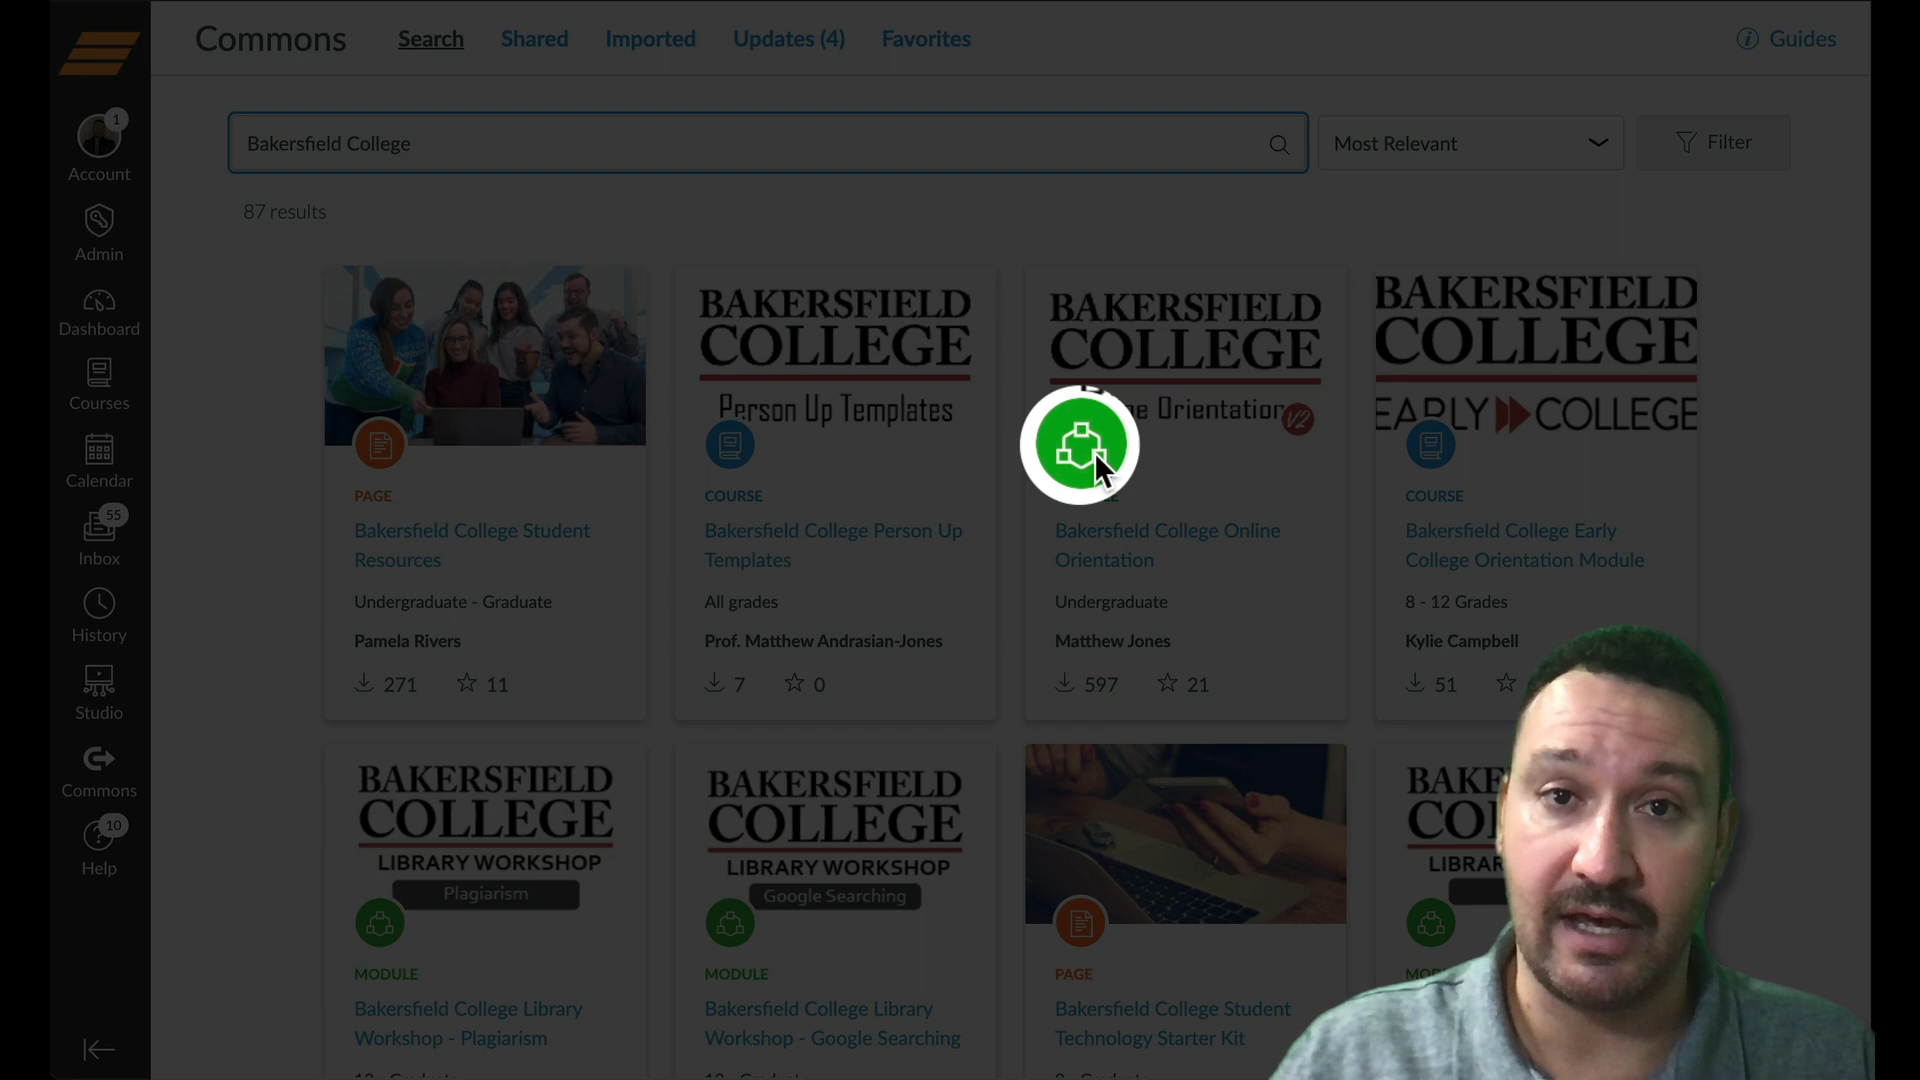 Commons
Search
Shared
Imported
Updates (4)
Favorites
Guides
1
Account
Admin
Dashboard
Courses
Calendar
55
Inbox
History
Studio
Commons
10
Help
Bakersfield College
Most Relevant
Filter
87 results
PAGE
Bakersfield College Student
Resources
Undergraduate - Graduate
Pamela Rivers
271
11
BAKERSFIELD
COLLEGE
Person Up Templates
COURSE
Bakersfield College Person Up
Templates
All grades
Prof. Matthew Andrasian-Jones
7
0
BAKERSFIELD
COLLEGE
Orientation V2
Bakersfield College Online
Orientation
Undergraduate
Matthew Jones
597
21
BAKERSFIELD
COLLEGE
EARLY COLLEGE
COURSE
Bakersfield College Early
College Orientation Module
8 - 12 Grades
Kylie Campbell
51
BAKERSFIELD
COLLEGE
LIBRARY WORKSHOP
Plagiarism
MODULE
Bakersfield College Library
Workshop - Plagiarism
BAKERSFIELD
COLLEGE
LIBRARY WORKSHOP
Google Searching
MODULE
Bakersfield College Library
Workshop - Google Searching
PAGE
Bakersfield College Student
Technology Starter Kit